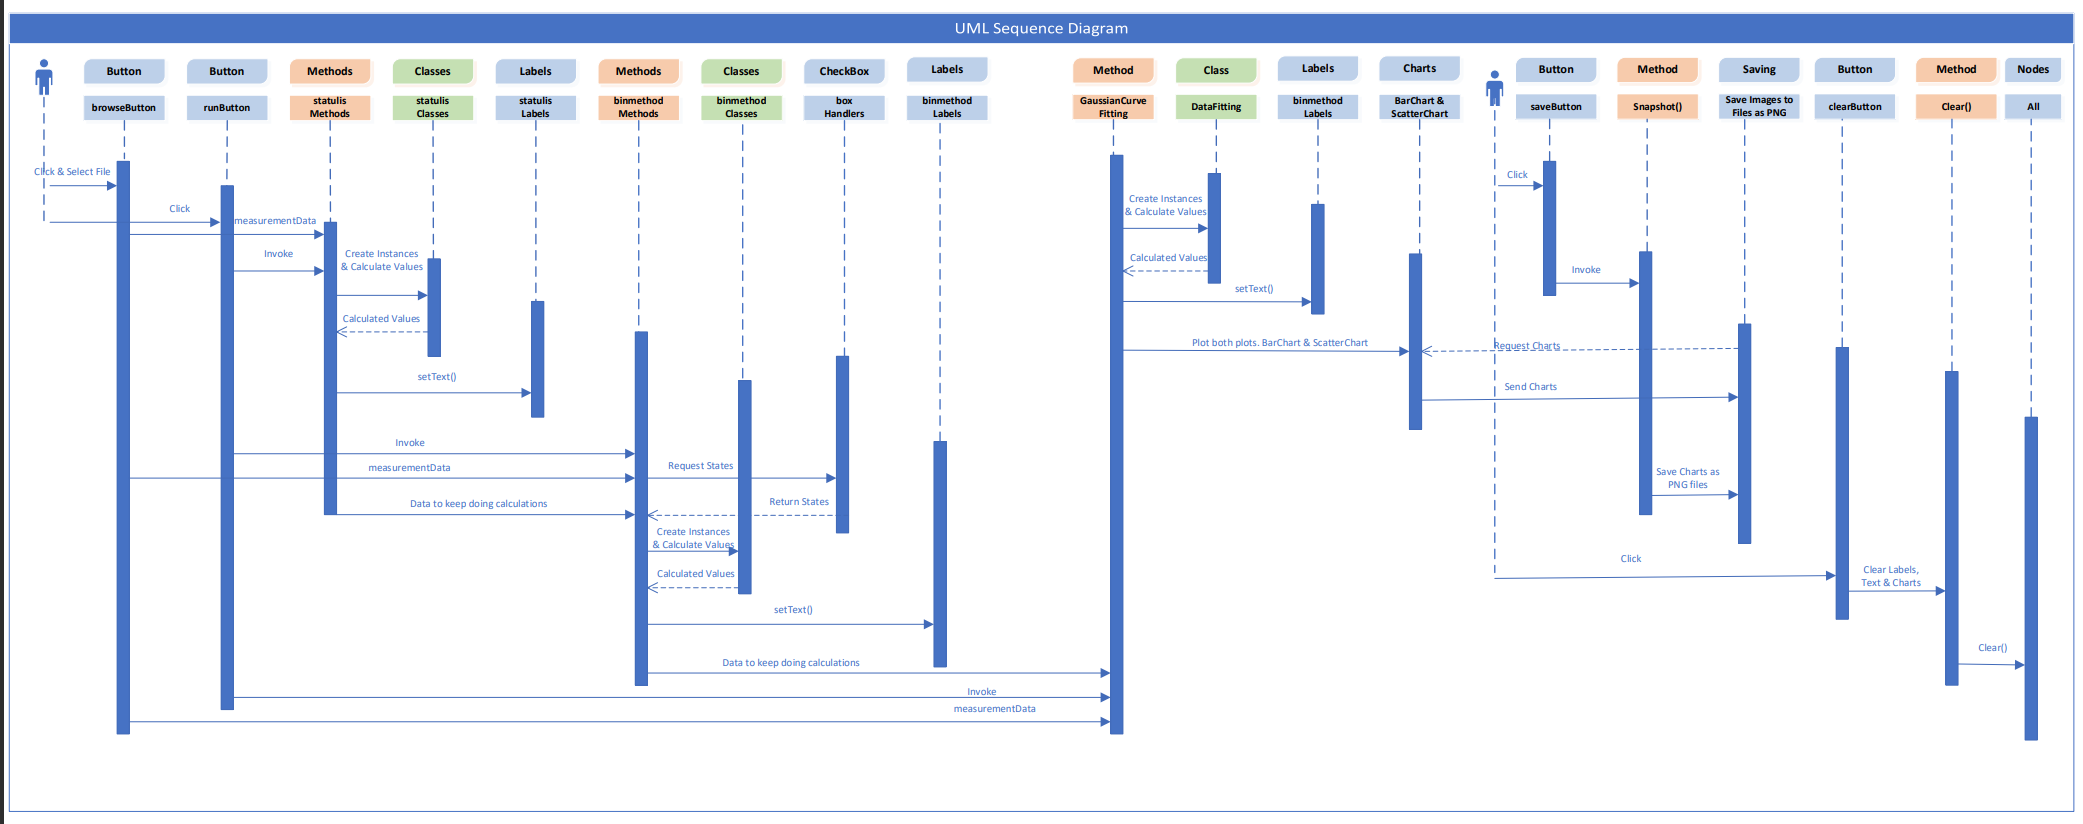 UML Sequence Diagram
Button
Button
Methods
Classes
Labels
Methods
Classes
CheckBox
Labels
Method
Class
Labels
Charts
Button
Method
Saving
Button
Method
Nodes
browseButton
runButton
statulis
Methods
statulis
Classes
statulis
Labels
binmethod
Methods
binmethod
Classes
box
Handlers
binmethod
Labels
GaussianCurve
Fitting
DataFitting
binmethod
Labels
BarChart &
ScatterChart
saveButton
Snapshot()
Save Images to
Files as PNG
clearButton
Clear()
All
Click & Select File
Click
measurementData
Invoke
Create Instances
& Calculate Values
Calculated Values
setText()
Invoke
measurementData
Data to keep doing calculations
Request States
Return States
Create Instances
& Calculate Values
Calculated Values
setText()
Data to keep doing calculations
Invoke
measurementData
Create Instances
& Calculate Values
Calculated Values
setText()
Plot both plots. BarChart & ScatterChart
Click
Invoke
Request Charts
Send Charts
Save Charts as
PNG files
Click
Clear Labels,
Text & Charts
Clear()